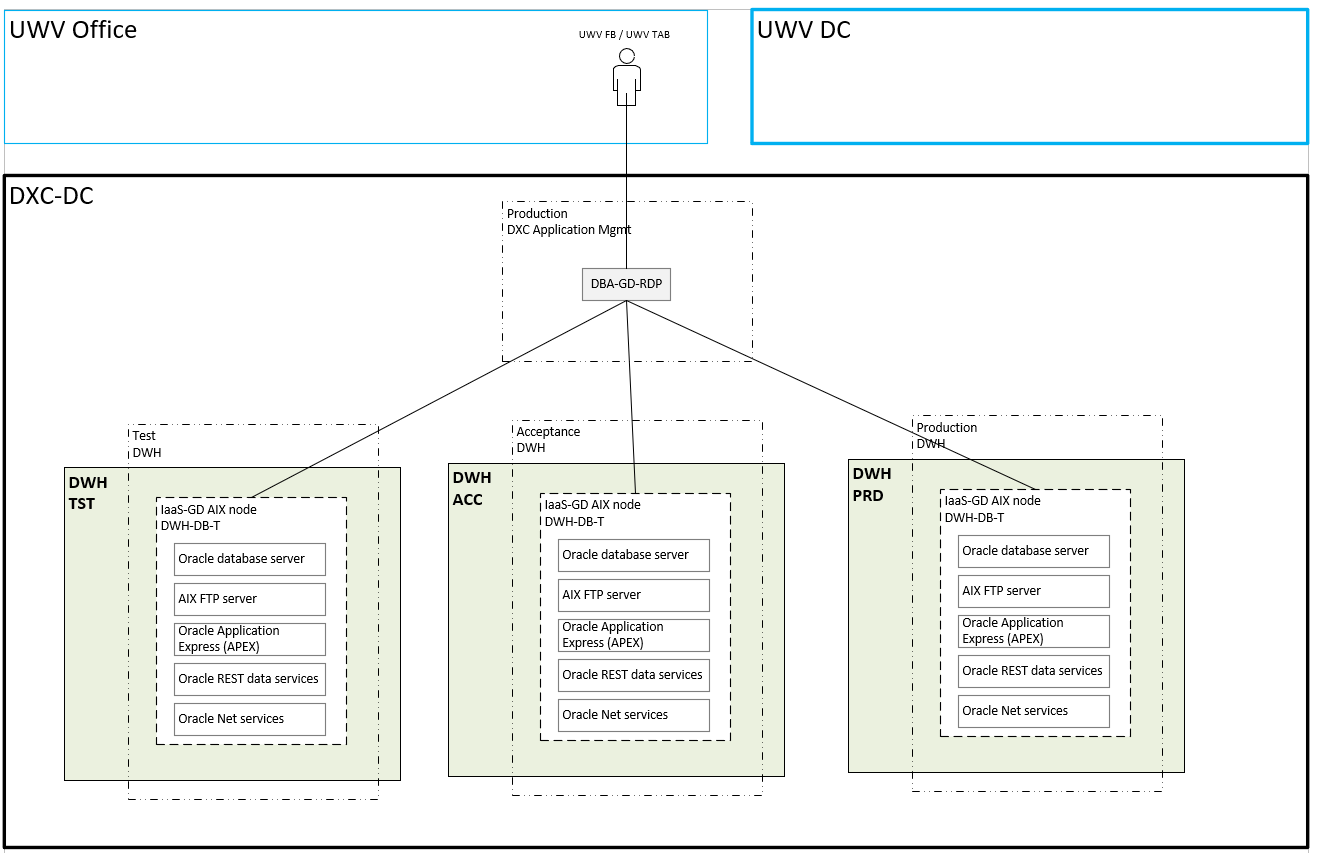 UWV Office
UWV FB / UWV TAB
UWV DC
DXC-DC
Production
DXC Application Mgmt
DBA-GD-RDP
Test
DWH
DWH
TST
IaaS-GD AIX node
DWH-DB-T
Oracle database server
AIX FTP server
Oracle Application
Express (APEX)
Oracle REST data services
Oracle Net services
Acceptance
DWH
DWH
ACC
IaaS-GD AIX node
DWH-DB-T
Oracle database server
AIX FTP server
Oracle Application
Express (APEX)
Oracle REST data services
Oracle Net services
Production
DWH
DWH
PRD
IaaS-GD AIX node
DWH-DB-T
Oracle database server
AIX FTP server
Oracle Application
Express (APEX)
Oracle REST data services
Oracle Net services